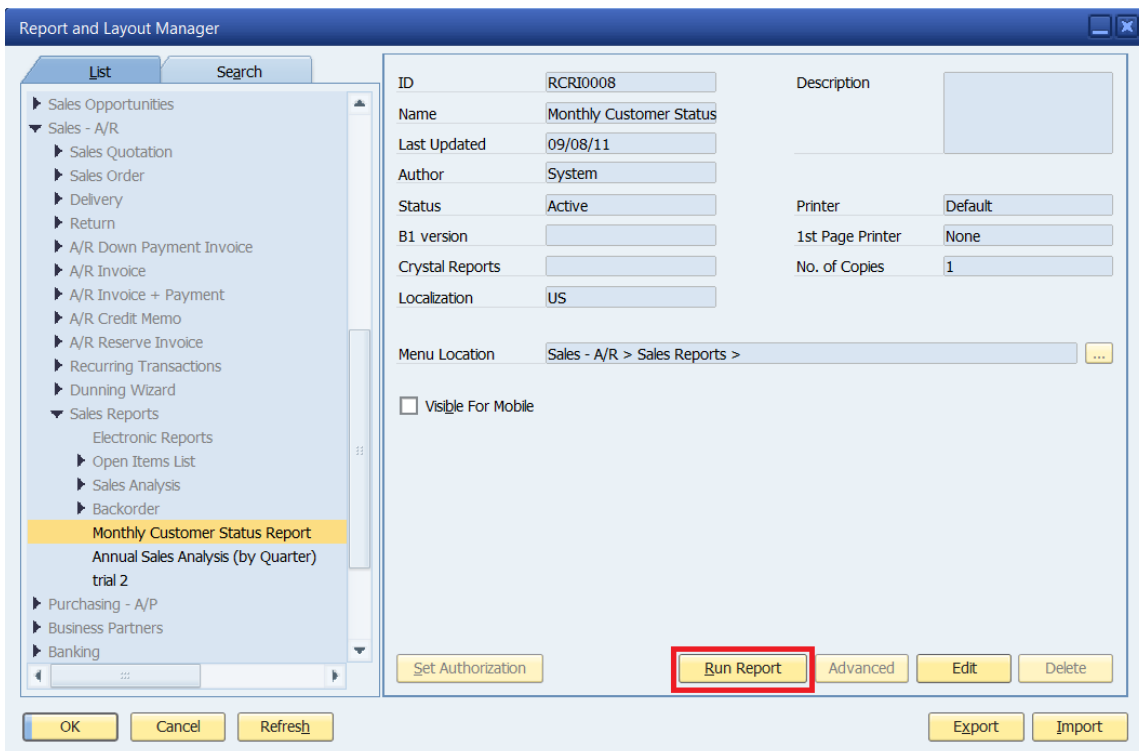 Report and Layout Manager
List
Search
Sales Opportunities
Sales - A/R
Sales Quotation
Sales Order
Delivery
Return
A/R Down Payment Invoice
A/R Invoice
A/R Invoice + Payment
A/R Credit Memo
A/R Reserve Invoice
Recurring Transactions
Dunning Wizard
Sales Reports
Electronic Reports
Open Items List
Sales Analysis
Backorder
Monthly Customer Status Report
Annual Sales Analysis (by Quarter)
trial 2
Purchasing - A/P
Business Partners
Banking
ID RCRI0008
Name Monthly Customer Status
Last Updated 09/08/11
Author System
Status Active
B1 version
Crystal Reports
Localization US
Description
Printer Default
1st Page Printer None
No. of Copies 1
Menu Location Sales - A/R > Sales Reports > ...
Visible For Mobile
Set Authorization Run Report Advanced Edit Delete
OK Cancel Refresh Export Import